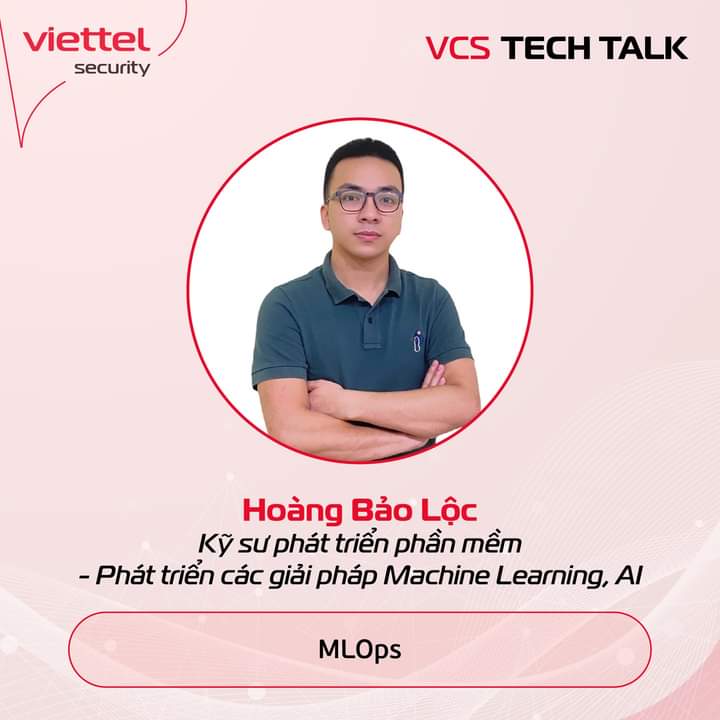 viettel
security
VCS TECH TALK
Hoàng Bảo Lộc
Kỹ sư phát triển phần mềm
- Phát triển các giải pháp Machine Learning, AI
MLOps